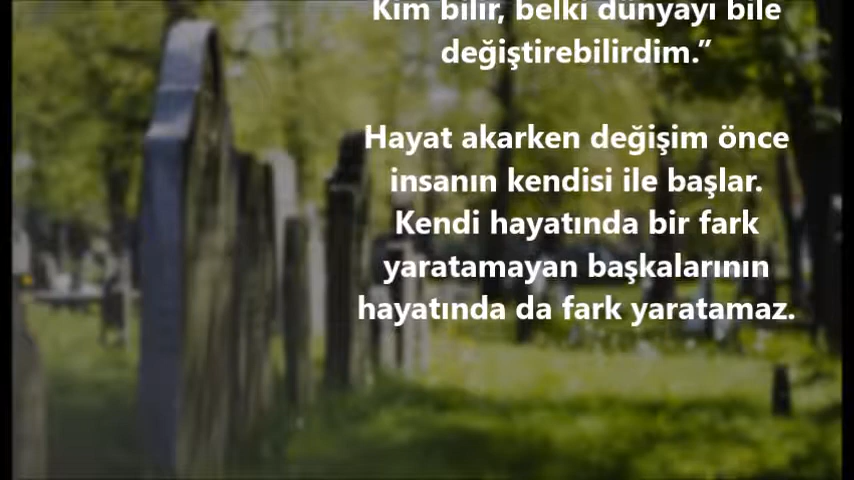 Kim bilir, belki dünyayı bile
değiştirebilirdim.”
Hayat akarken değişim önce
insanın kendisi ile başlar.
Kendi hayatında bir fark
yaratamayan başkalarının
hayatında da fark yaratamaz.